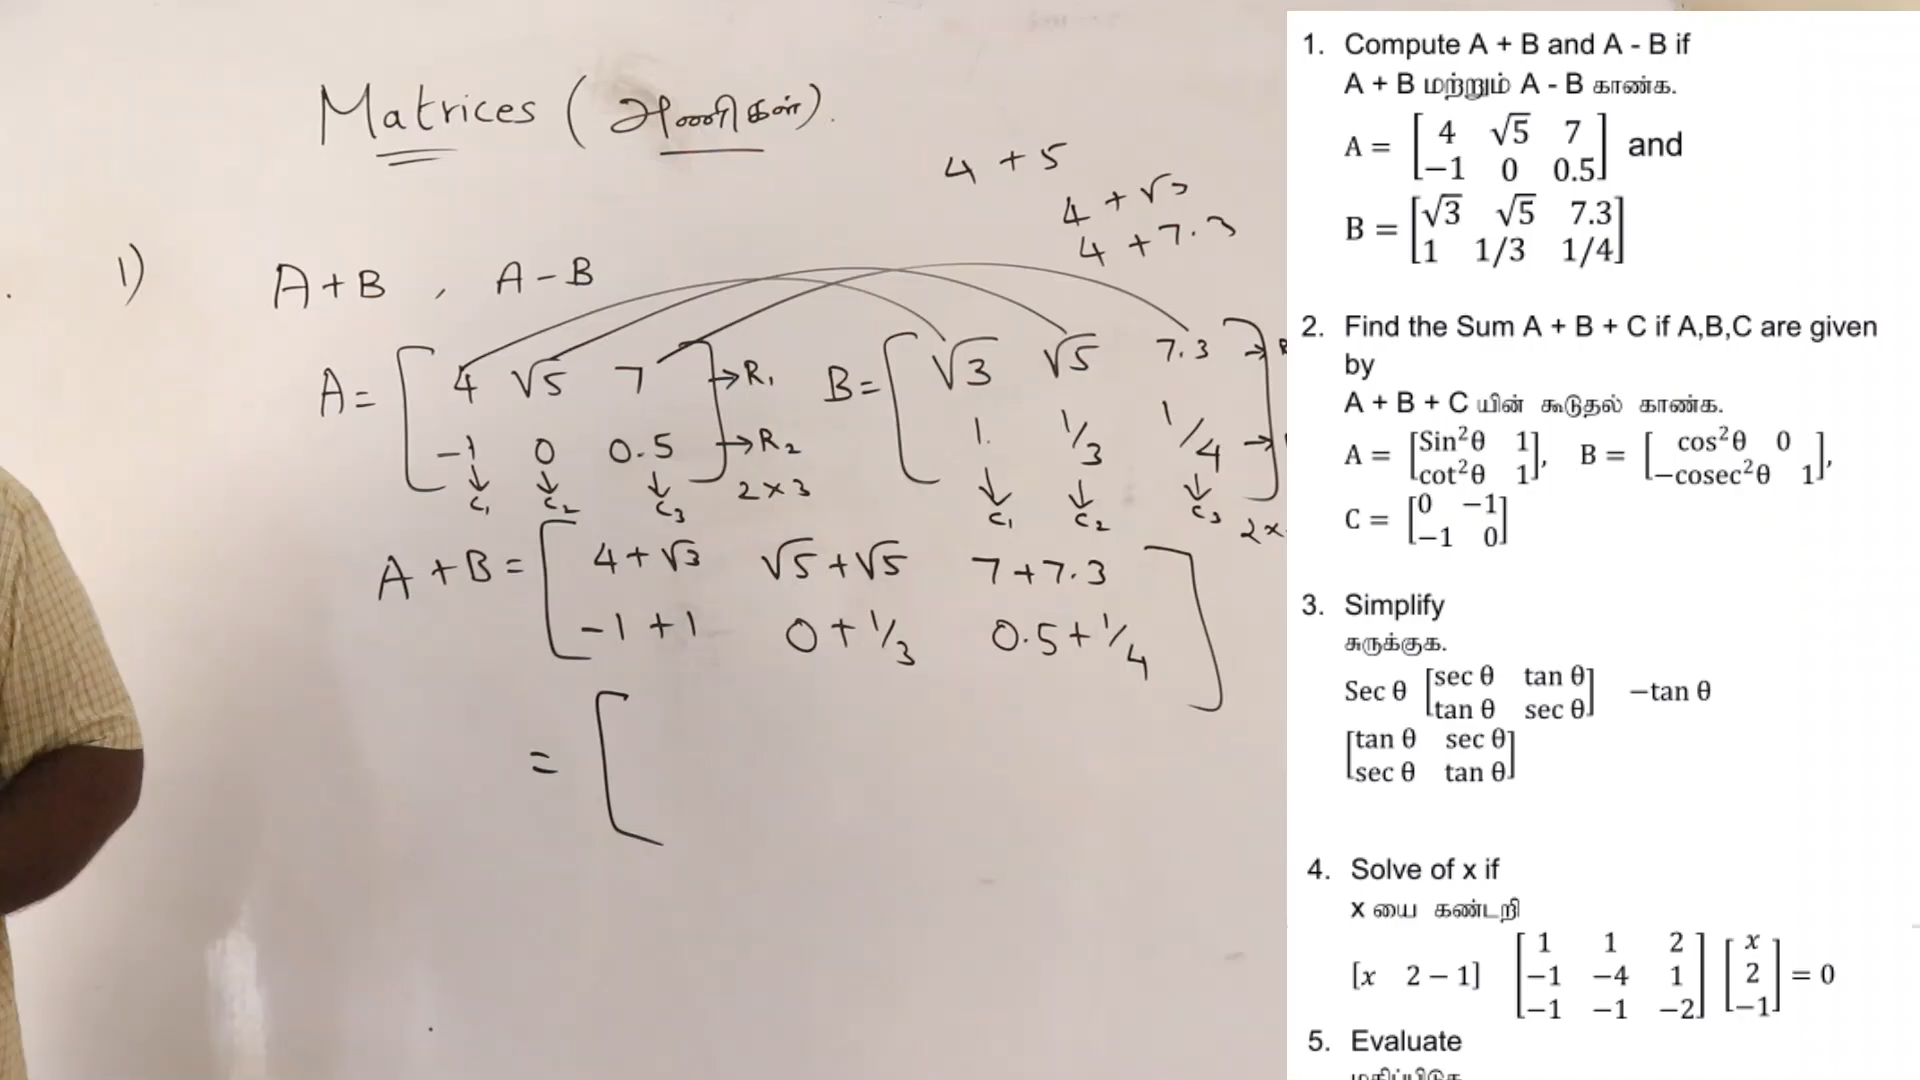 Matrices (அணிகள்).
4 + 5
4 + √3
4 + 7.3
1) A+B , A-B
A= [ 4 √5 7 ] →R₁ B= [ √3 √5 7.3 ] →
-1 0 0.5 →R₂ 1. 1/3 1/4 →
↓ ↓ ↓ 2×3 ↓ ↓ ↓
C₁ C₂ C₃ C₁ C₂ C₃ 2×
A+B= [ 4+√3 √5+√5 7+7.3 ]
-1+1 0+1/3 0.5+1/4
= [
1. Compute A + B and A - B if
A + B மற்றும் A - B காண்க.
A = [ 4 √5 7 ] and
−1 0 0.5
B = [ √3 √5 7.3 ]
1 1/3 1/4
2. Find the Sum A + B + C if A,B,C are given
by
A + B + C யின் கூடுதல் காண்க.
A = [ Sin²θ 1 ], B = [ cos²θ 0 ],
cot²θ 1 −cosec²θ 1
C = [ 0 −1 ]
−1 0
3. Simplify
சுருக்குக.
Sec θ [ sec θ tan θ ] −tan θ
tan θ sec θ
[ tan θ sec θ ]
sec θ tan θ
4. Solve of x if
x யை கண்டறி
[x 2 − 1] [ 1 1 2 ] [ x ] = 0
−1 −4 1 2
−1 −1 −2 −1
5. Evaluate